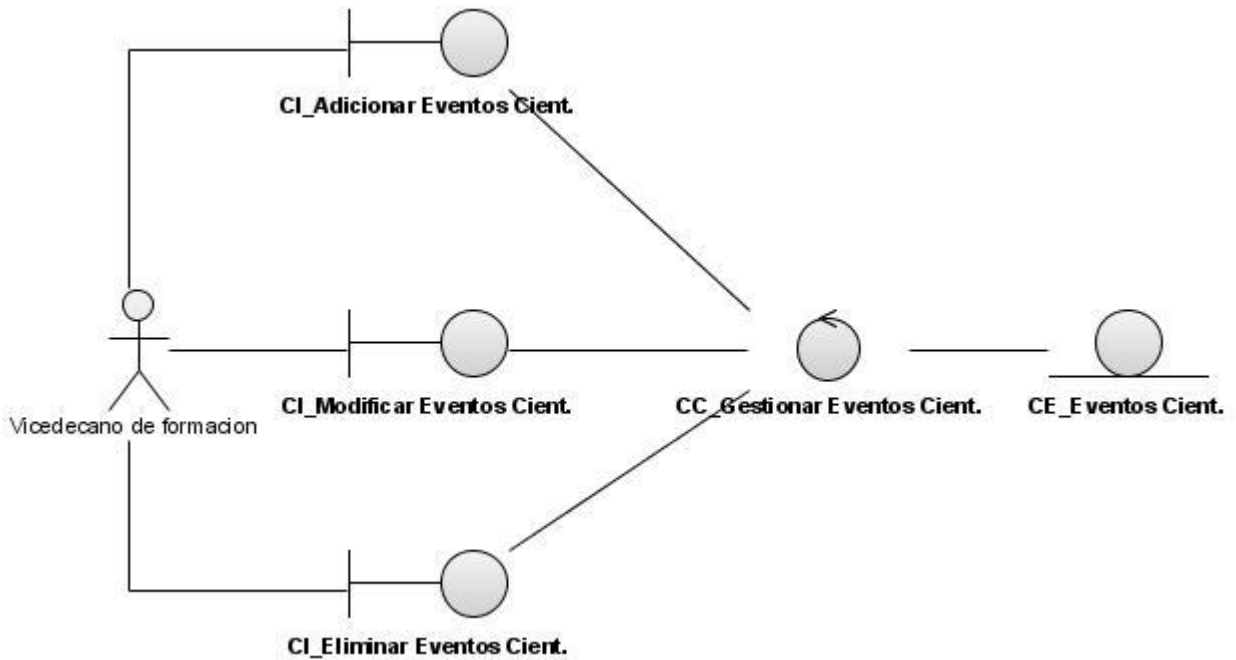 CI_Adicionar Eventos Cient.
CI_Modificar Eventos Cient.
CC_Gestionar Eventos Cient.
CE_Eventos Cient.
Vicedecano de formacion
CI_Eliminar Eventos Cient.